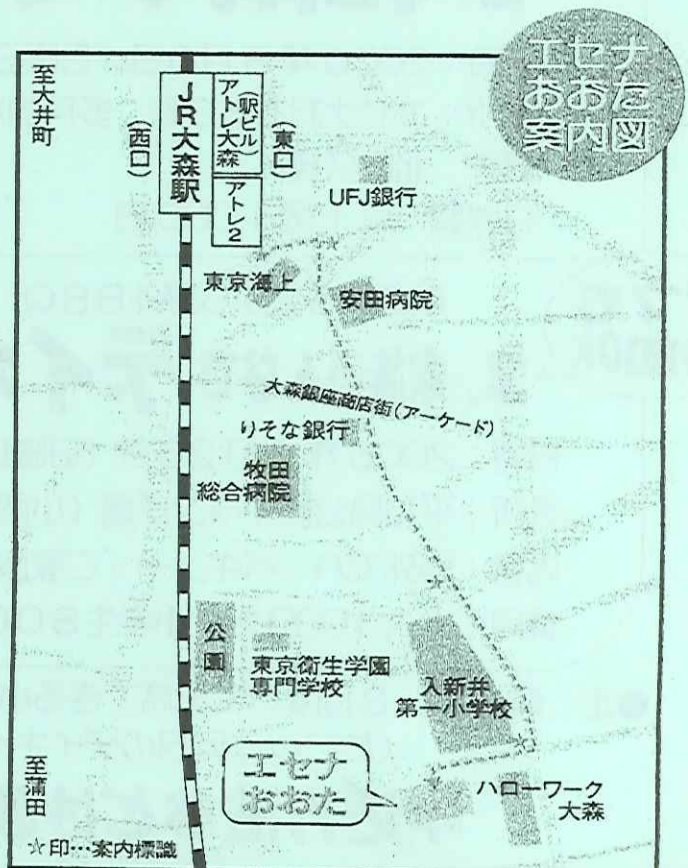 エセナ
おおた
案内図
至大井町
JR大森駅
(西口)
(駅ビル)
アトレ大森
アトレ2
(東口)
UFJ銀行
東京海上
安田病院
大森銀座商店街(アーケード)
りそな銀行
牧田
総合病院
公園
東京衛生学園
専門学校
入新井
第一小学校
エセナ
おおた
ハローワーク
大森
至蒲田
☆印…案内標識